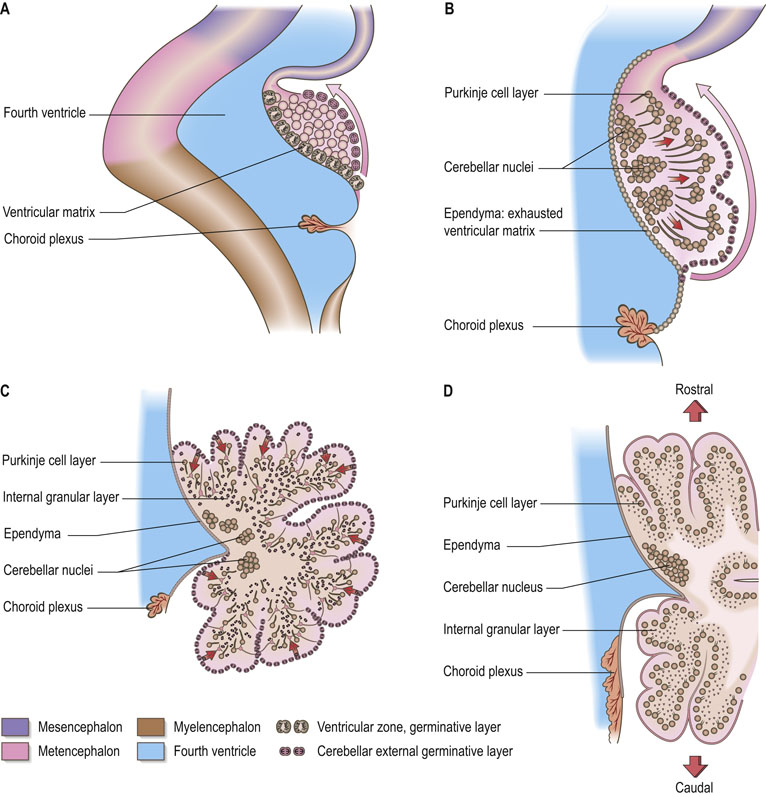 A
Fourth ventricle
Ventricular matrix
Choroid plexus
B
Purkinje cell layer
Cerebellar nuclei
Ependyma: exhausted
ventricular matrix
Choroid plexus
C
Purkinje cell layer
Internal granular layer
Ependyma
Cerebellar nuclei
Choroid plexus
D
Rostral
Purkinje cell layer
Ependyma
Cerebellar nucleus
Internal granular layer
Choroid plexus
Caudal
Mesencephalon
Myelencephalon
Ventricular zone, germinative layer
Metencephalon
Fourth ventricle
Cerebellar external germinative layer